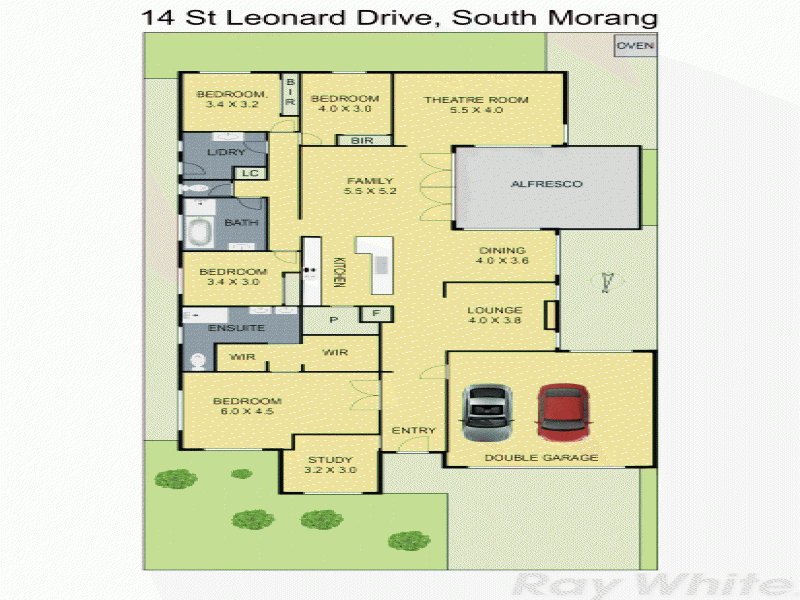 14 St Leonard Drive, South Morang
OVEN
BEDROOM.
3.4 X 3.2
BIR
BEDROOM
4.0 X 3.0
THEATRE ROOM
5.5 X 4.0
BIR
L'DRY
LC
FAMILY
5.5 X 5.2
ALFRESCO
BATH
DINING
4.0 X 3.6
BEDROOM
3.4 X 3.0
KITCHEN
LOUNGE
4.0 X 3.8
P
F
ENSUITE
WIR
WIR
BEDROOM
6.0 X 4.5
ENTRY
STUDY
3.2 X 3.0
DOUBLE GARAGE
Ray White.